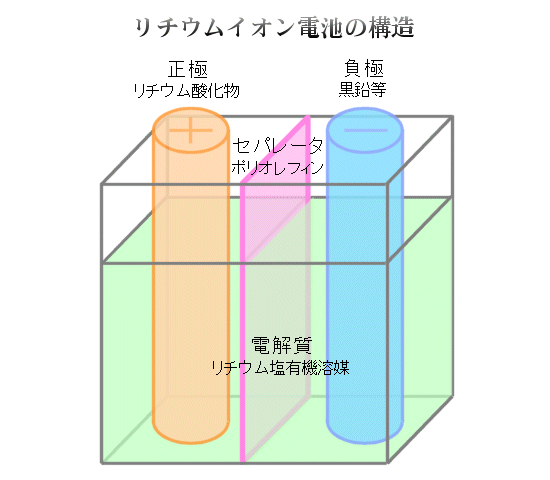 リチウムイオン電池の構造
正極
リチウム酸化物
負極
黒鉛等
+
−
セパレータ
ポリオレフィン
電解質
リチウム塩有機溶媒